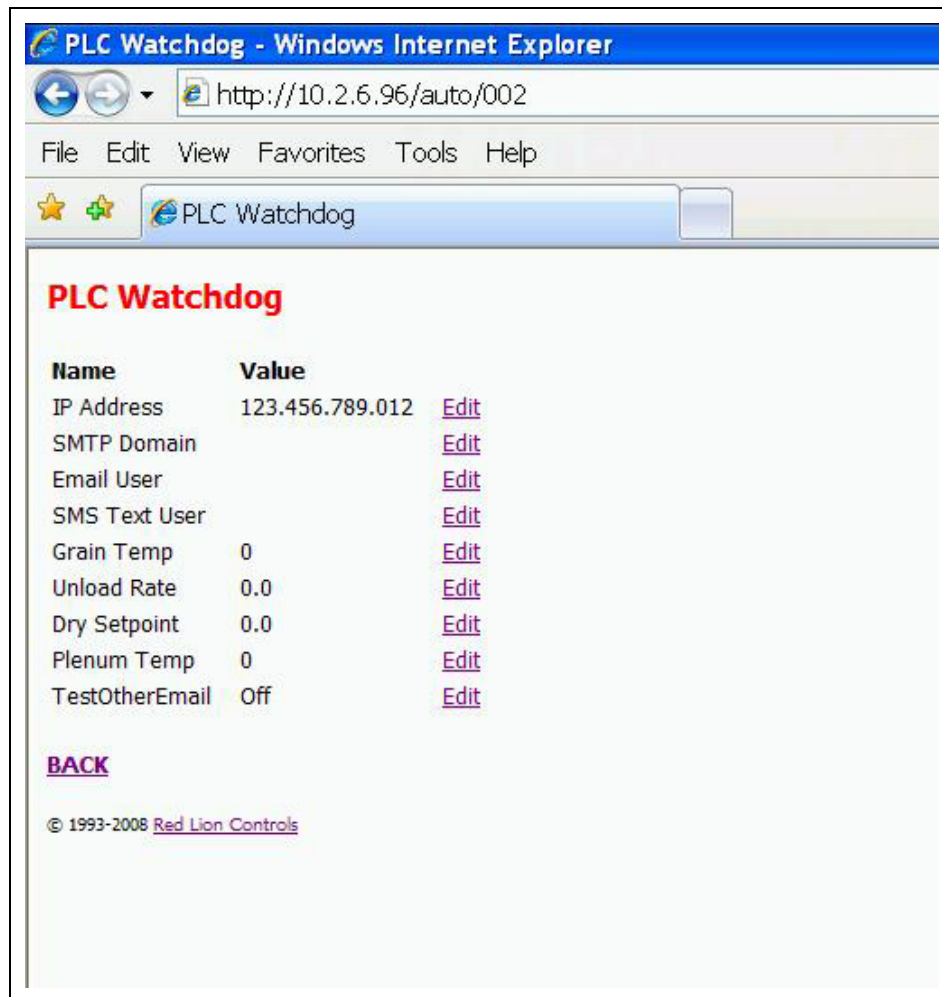 PLC Watchdog - Windows Internet Explorer
http://10.2.6.96/auto/002
File Edit View Favorites Tools Help
PLC Watchdog
PLC Watchdog
Name Value
IP Address 123.456.789.012 Edit
SMTP Domain Edit
Email User Edit
SMS Text User Edit
Grain Temp 0 Edit
Unload Rate 0.0 Edit
Dry Setpoint 0.0 Edit
Plenum Temp 0 Edit
TestOtherEmail Off Edit
BACK
© 1993-2008 Red Lion Controls